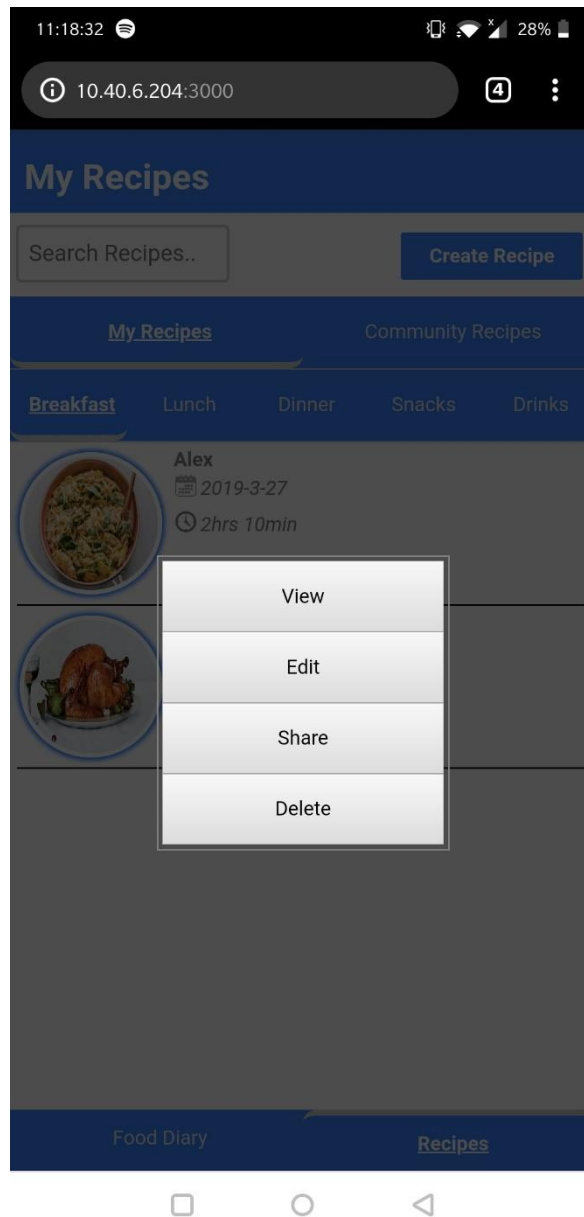 11:18:32 28%
10.40.6.204:3000 4
My Recipes
Search Recipes.. Create Recipe
My Recipes Community Recipes
Breakfast Lunch Dinner Snacks Drinks
Alex
2019-3-27
2hrs 10min
View
Edit
Share
Delete
Food Diary Recipes